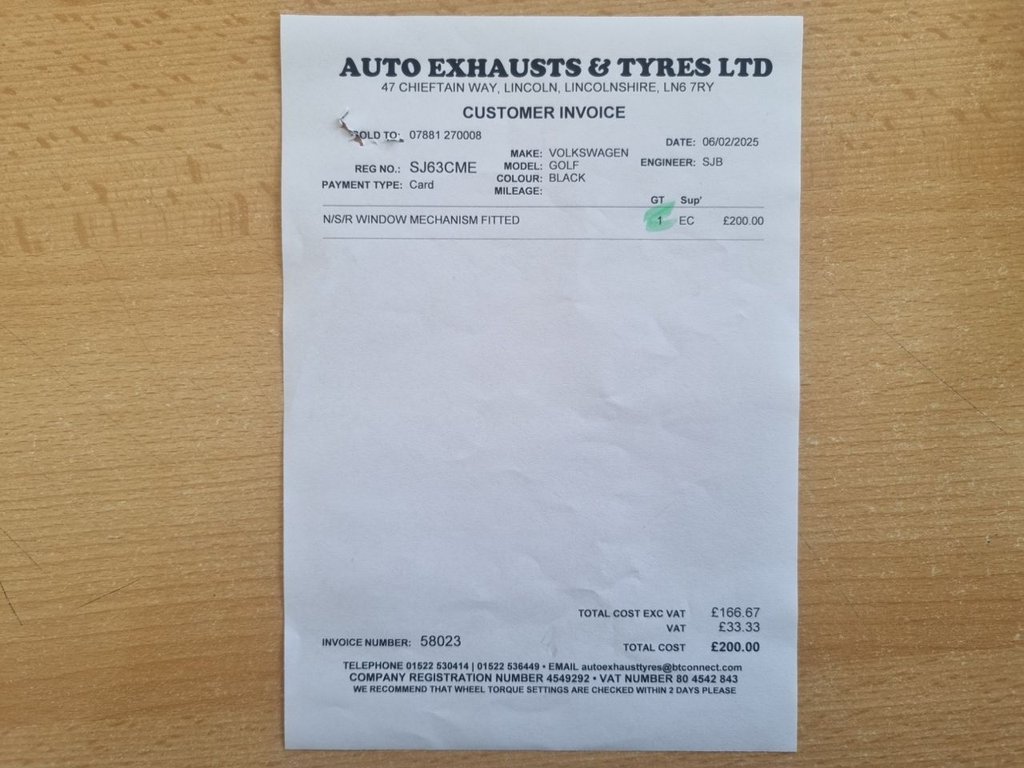 AUTO EXHAUSTS & TYRES LTD
47 CHIEFTAIN WAY, LINCOLN, LINCOLNSHIRE, LN6 7RY
CUSTOMER INVOICE
SOLD TO: 07881 270008
DATE: 06/02/2025
MAKE: VOLKSWAGEN
ENGINEER: SJB
REG NO.: SJ63CME
MODEL: GOLF
COLOUR: BLACK
PAYMENT TYPE: Card
MILEAGE:
GT Sup'
N/S/R WINDOW MECHANISM FITTED 1 EC £200.00
TOTAL COST EXC VAT £166.67
VAT £33.33
INVOICE NUMBER: 58023
TOTAL COST £200.00
TELEPHONE 01522 530414 | 01522 536449 • EMAIL autoexhausttyres@btconnect.com
COMPANY REGISTRATION NUMBER 4549292 • VAT NUMBER 80 4542 843
WE RECOMMEND THAT WHEEL TORQUE SETTINGS ARE CHECKED WITHIN 2 DAYS PLEASE